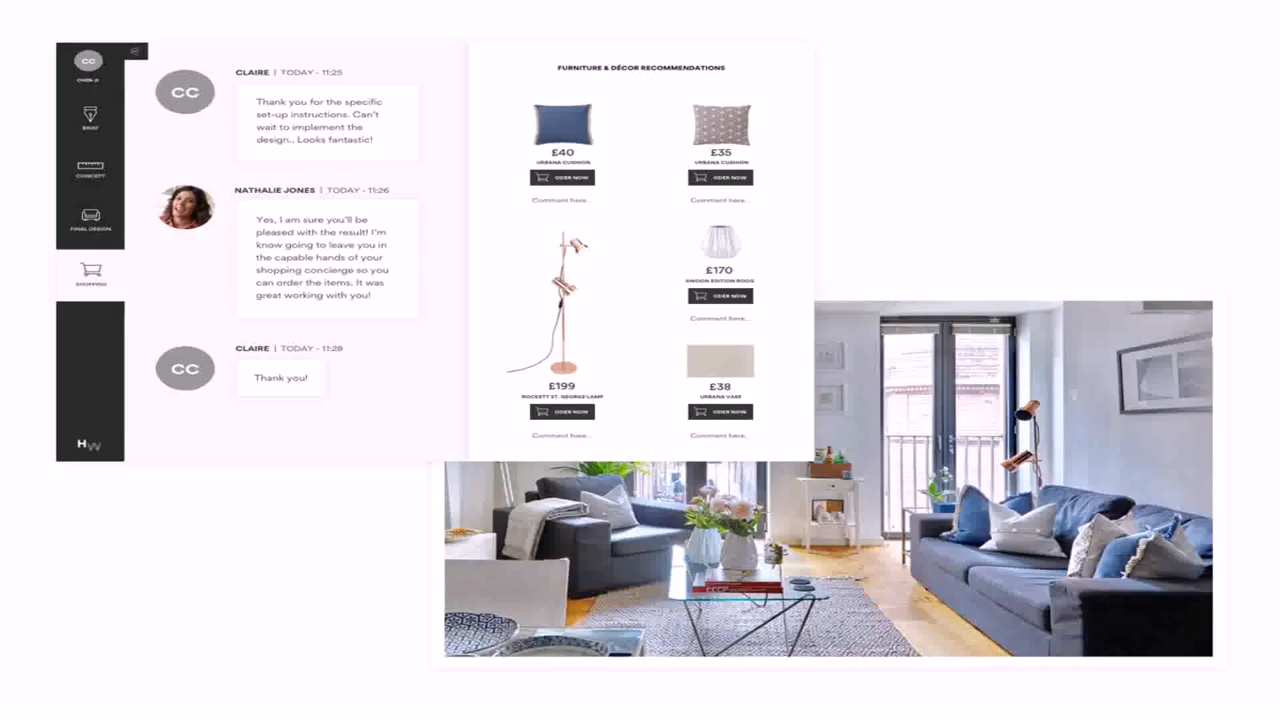 CC
BRIEF
CONCEPT
FINAL DESIGN
SHOPPING
HW
CC
CLAIRE | TODAY - 11:25
Thank you for the specific
set-up instructions. Can't
wait to implement the
design.. Looks fantastic!
NATHALIE JONES | TODAY - 11:26
Yes, I am sure you'll be
pleased with the result! I'm
know going to leave you in
the capable hands of your
shopping concierge so you
can order the items. It was
great working with you!
CC
CLAIRE | TODAY - 11:28
Thank you!
FURNITURE & DÉCOR RECOMMENDATIONS
£40
URBANA CUSHION
ODER NOW
Comment here...
£35
URBANA CUSHION
ODER NOW
Comment here...
£170
EDITION
ODER NOW
Comment here...
£199
ROCKETT ST. GEORGE LAMP
ODER NOW
Comment here...
£38
URBANA VASE
ODER NOW
Comment here,